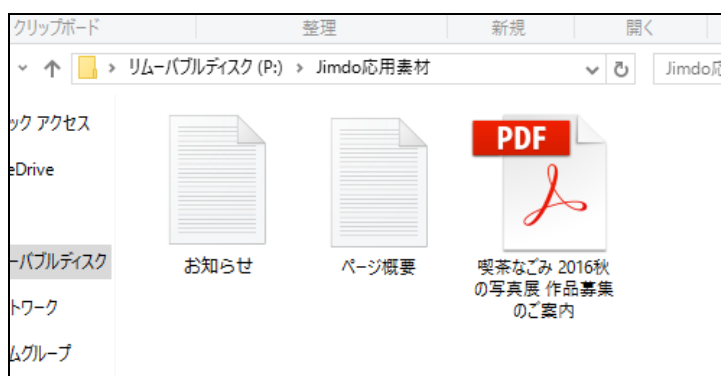 クリップボード 整理 新規 開く
リムーバブルディスク (P:) Jimdo応用素材 Jimdo応
ック アクセス
eDrive
ーバブルディスク
トワーク
ムグループ
お知らせ
ページ概要
PDF
喫茶なごみ 2016秋
の写真展 作品募集
のご案内